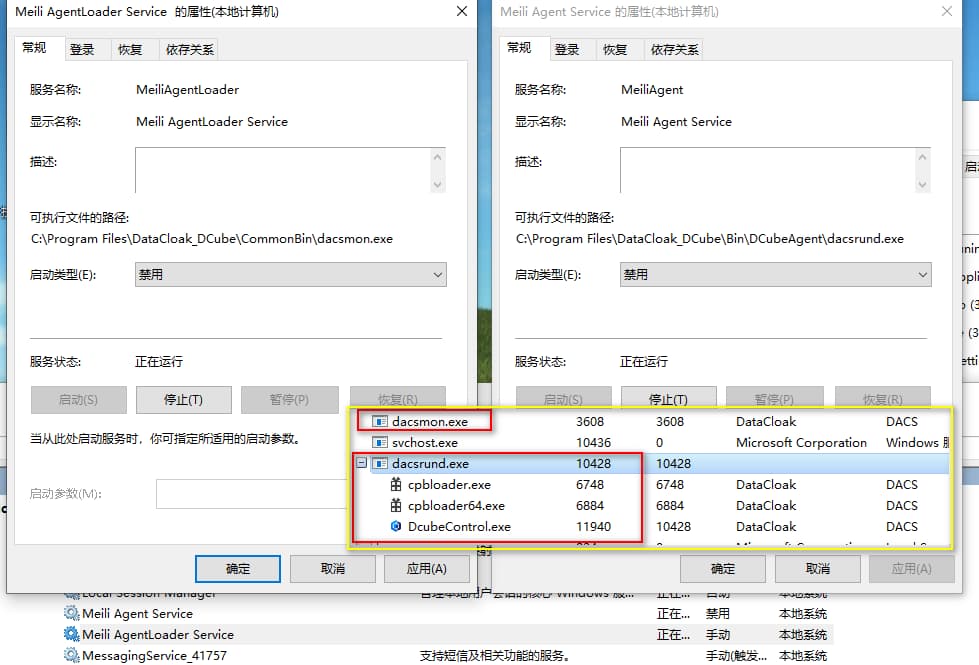 Meili AgentLoader Service 的属性(本地计算机)
常规 登录 恢复 依存关系
服务名称: MeiliAgentLoader
显示名称: Meili AgentLoader Service
描述:
可执行文件的路径:
C:\Program Files\DataCloak_DCube\CommonBin\dacsmon.exe
启动类型(E): 禁用
服务状态: 正在运行
启动(S) 停止(T) 暂停(P) 恢复(R)
当从此处启动服务时，你可指定所适用的启动参数。
启动参数(M):
确定 取消 应用(A)
Meili Agent Service 的属性(本地计算机)
常规 登录 恢复 依存关系
服务名称: MeiliAgent
显示名称: Meili Agent Service
描述:
可执行文件的路径:
C:\Program Files\DataCloak_DCube\Bin\DCubeAgent\dacsrund.exe
启动类型(E): 禁用
服务状态: 正在运行
启动(S) 停止(T) 暂停(P) 恢复(R)
dacsmon.exe 3608 3608 DataCloak DACS
svchost.exe 10436 0 Microsoft Corporation Windows
dacsrund.exe 10428 10428
cpbloader.exe 6748 6748 DataCloak DACS
cpbloader64.exe 6884 6884 DataCloak DACS
DcubeControl.exe 11940 10428 DataCloak DACS
确定 取消 应用(A)
Local Session Manager 管理本地用户会话的核心 Windows 服... 正在... 自动 本地系统
Meili Agent Service 正在... 禁用 本地系统
Meili AgentLoader Service 正在... 手动 本地系统
MessagingService_41757 支持短信及相关功能的服务。 手动(触发... 本地系统